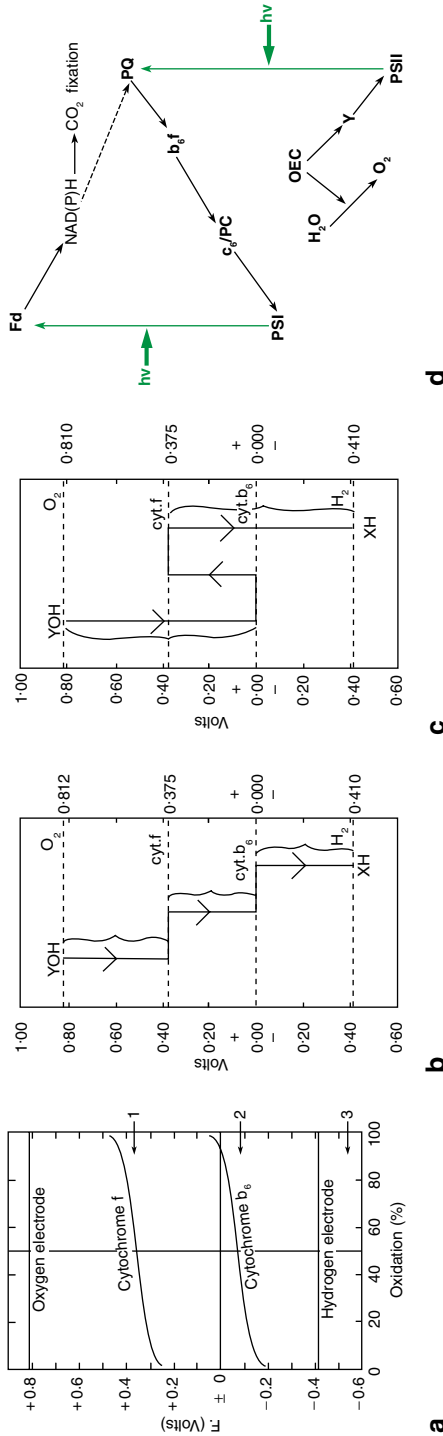 E. (Volts)
+ 0.8
+ 0.6
+ 0.4
+ 0.2
± 0
− 0.2
− 0.4
− 0.6
Oxygen electrode
Cytochrome f
Cytochrome b6
Hydrogen electrode
1
2
3
0 20 40 60 80 100
Oxidation (%)
a
Volts
1·00
0·80
0·60
0·40
0·20
+
0·00
−
0·20
0·40
0·60
YOH
O2
cyt.f
cyt.b6
H2
XH
0·812
0·375
+
0·000
−
0·410
b
Volts
1·00
0·80
0·60
0·40
0·20
+
0·00
−
0·20
0·40
0·60
YOH
O2
cyt.f
cyt.b6
H2
XH
0·810
0·375
+
0·000
−
0·410
c
Fd
NAD(P)H
CO2 fixation
PQ
b6f
c6/PC
PSI
hv
hv
OEC
Y
H2O
O2
PSII
d